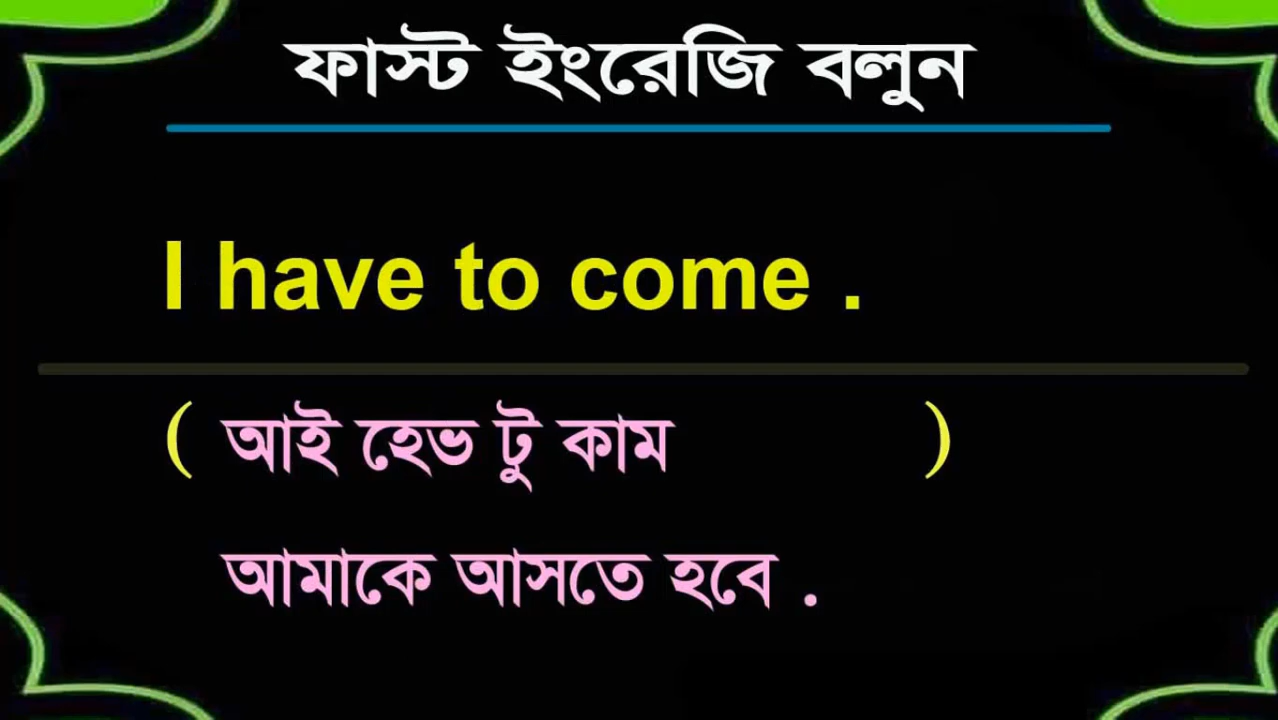 ফাস্ট ইংরেজি বলুন
I have to come .
( আই হেভ টু কাম )
আমাকে আসতে হবে .